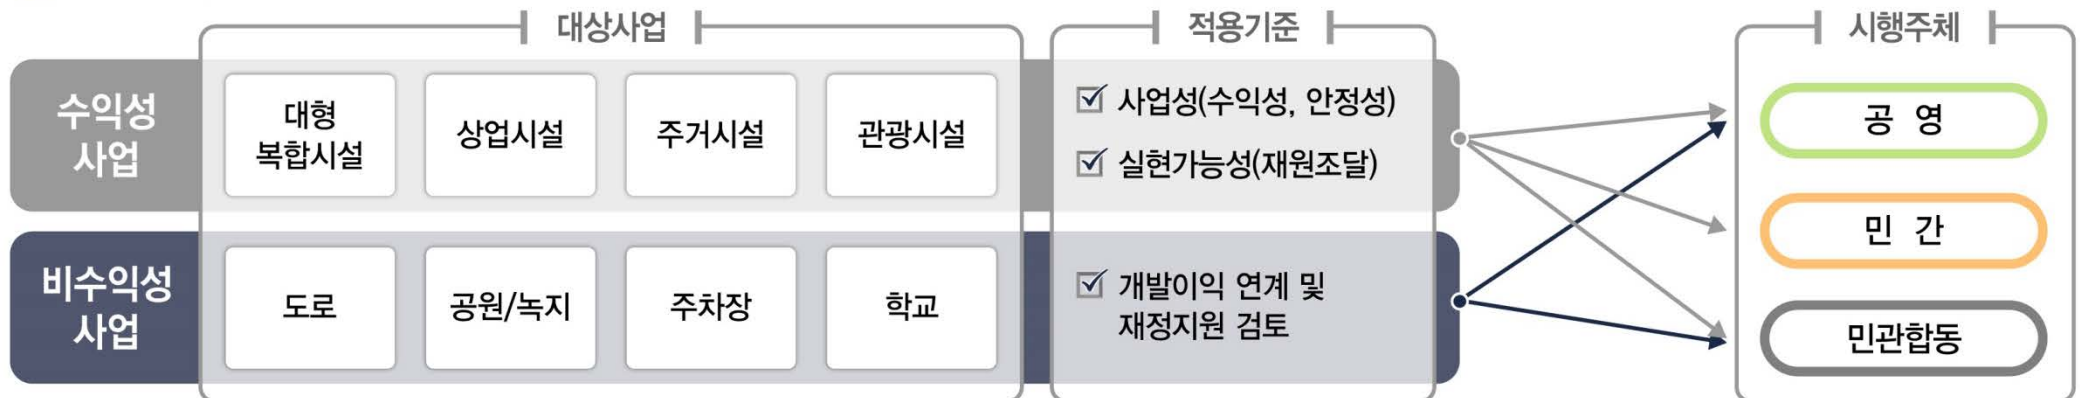 대상사업
적용기준
시행주체
수익성
사업
대형
복합시설
상업시설
주거시설
관광시설
사업성(수익성, 안정성)
실현가능성(재원조달)
비수익성
사업
도로
공원/녹지
주차장
학교
개발이익 연계 및
재정지원 검토
공 영
민 간
민관합동